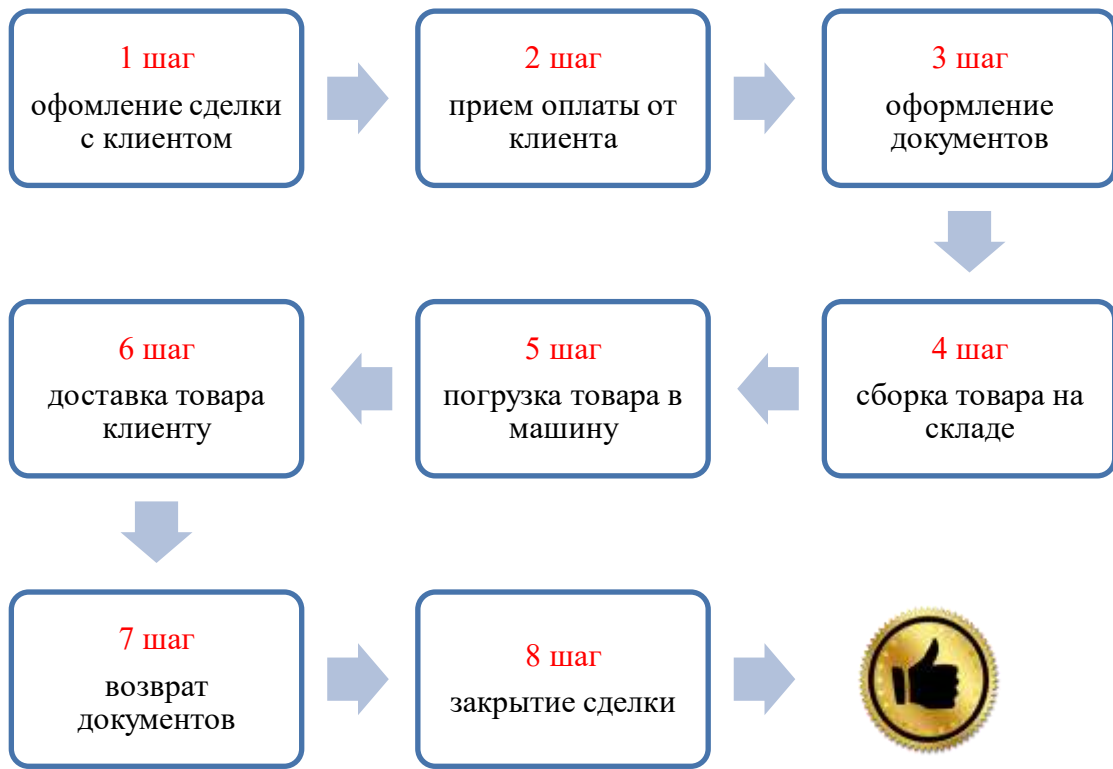 1 шаг
офомление сделки
с клиентом
2 шаг
прием оплаты от
клиента
3 шаг
оформление
документов
4 шаг
сборка товара на
складе
5 шаг
погрузка товара в
машину
6 шаг
доставка товара
клиенту
7 шаг
возврат
документов
8 шаг
закрытие сделки